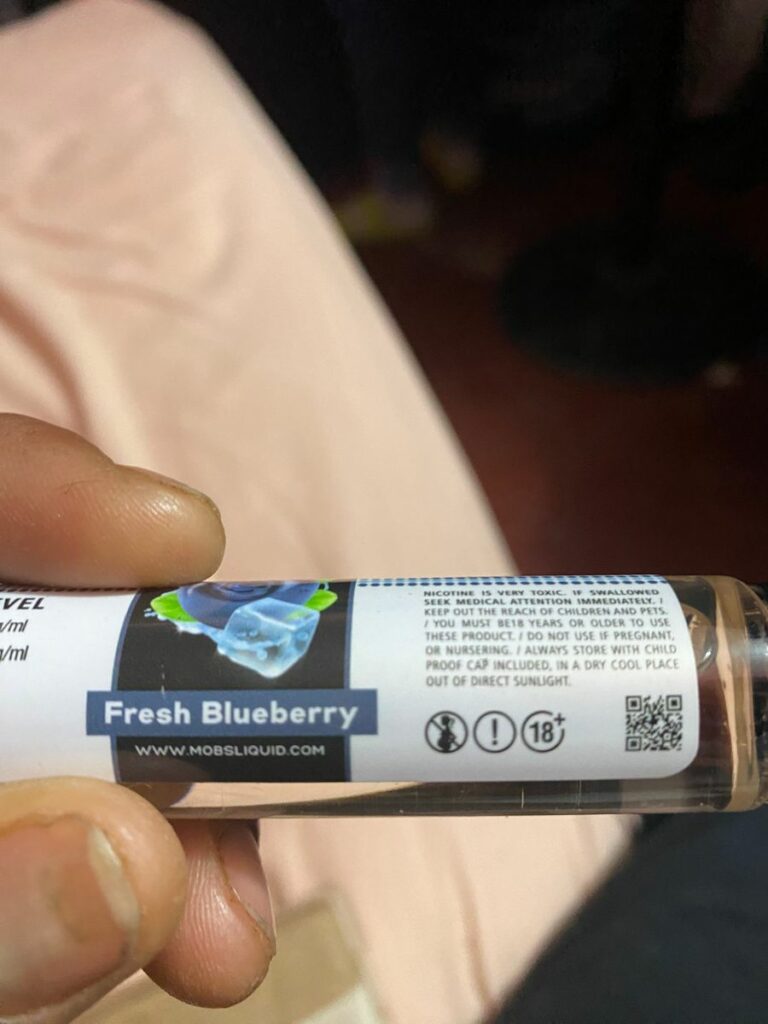 EVEL
/ml
/ml
Fresh Blueberry
WWW.MOBSLIQUID.COM
NICOTINE IS VERY TOXIC. IF SWALLOWED
SEEK MEDICAL ATTENTION IMMEDIATELY. /
KEEP OUT THE REACH OF CHILDREN AND PETS.
/ YOU MUST BE18 YEARS OR OLDER TO USE
THESE PRODUCT. / DO NOT USE IF PREGNANT,
OR NURSERING. / ALWAYS STORE WITH CHILD
PROOF CAP INCLUDED, IN A DRY COOL PLACE
OUT OF DIRECT SUNLIGHT.
! 18+